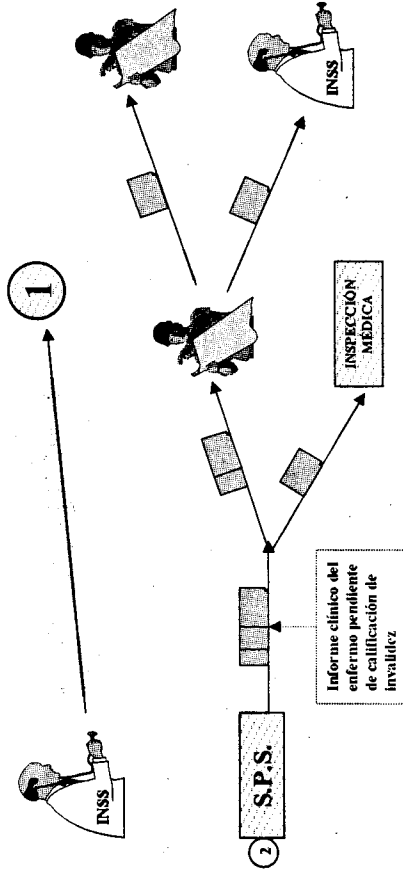 1
INSS
INSS
INSPECCIÓN
MÉDICA
Informe clínico del
enfermo pendiente
de calificación de
invalidez
S.P.S.
2